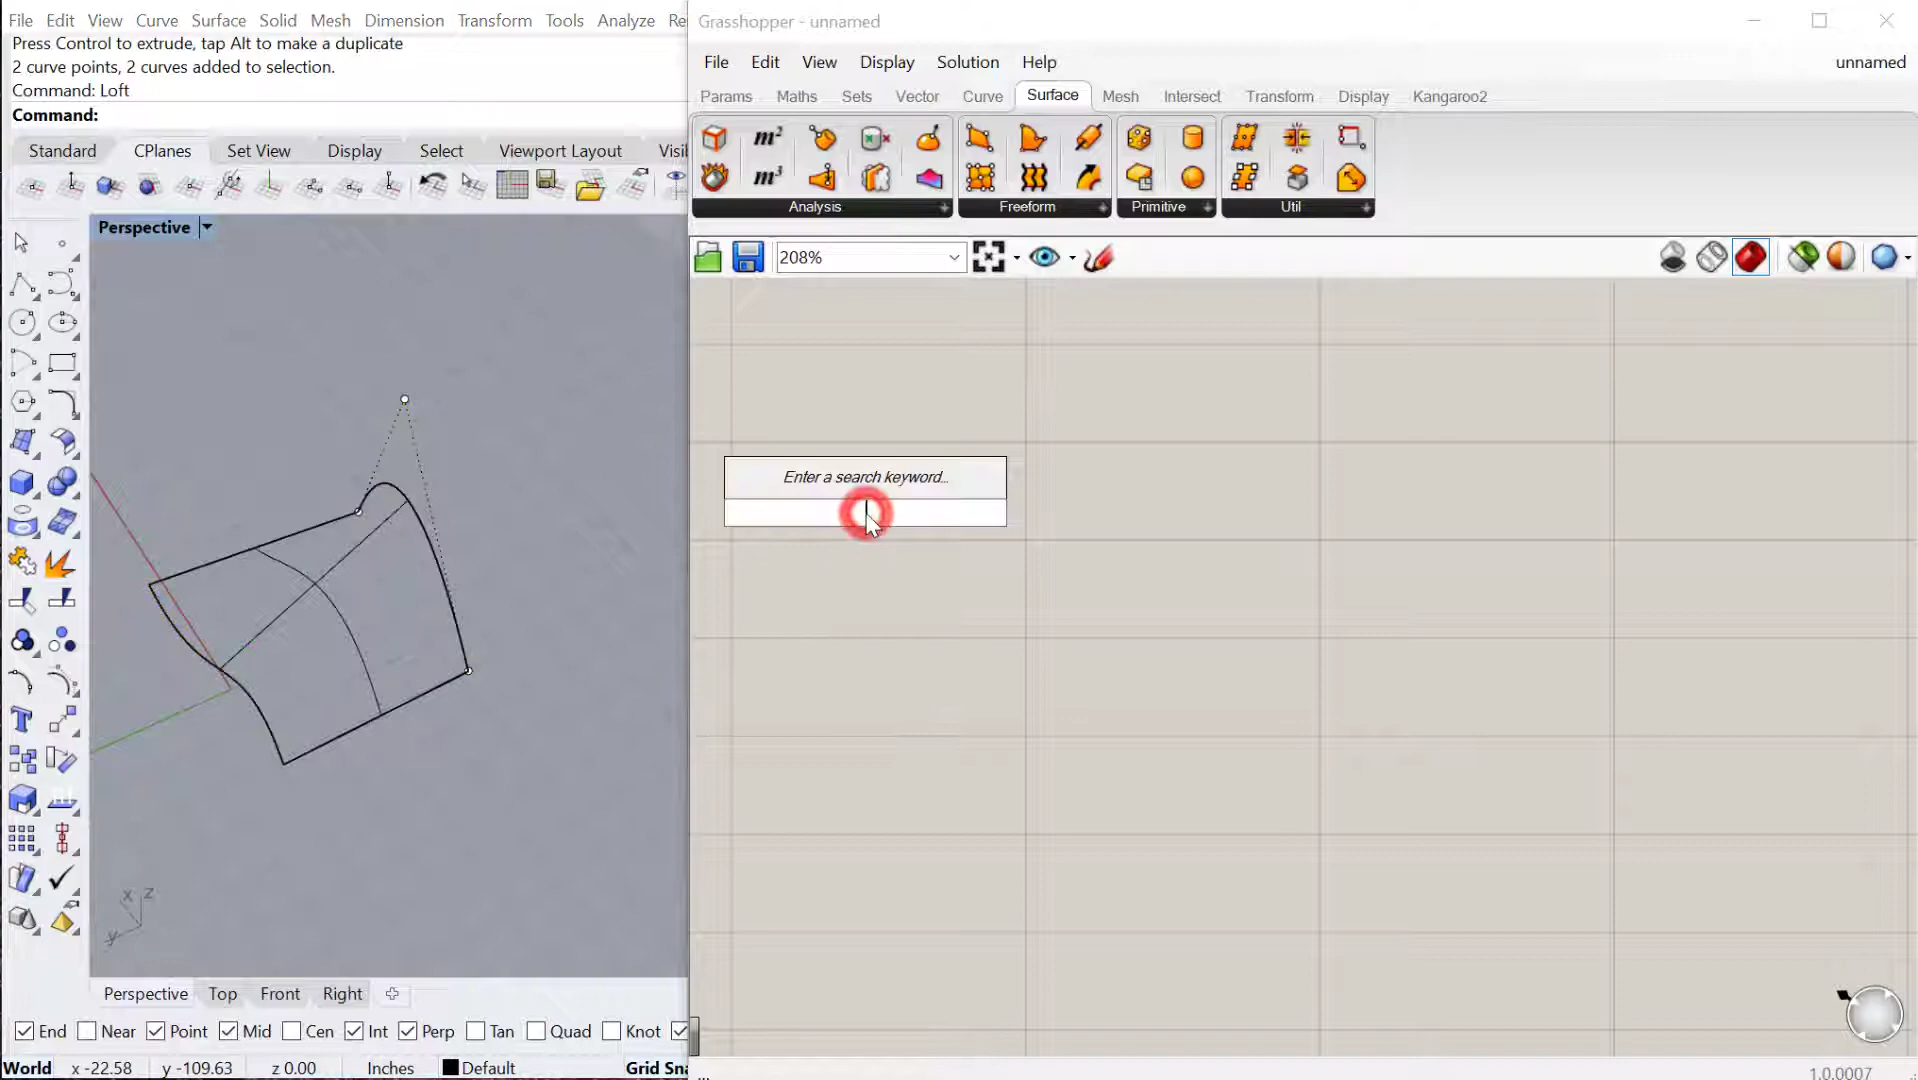 File Edit View Curve Surface Solid Mesh Dimension Transform Tools Analyze Re
Press Control to extrude, tap Alt to make a duplicate
2 curve points, 2 curves added to selection.
Command: Loft
Command:
Standard CPlanes Set View Display Select Viewport Layout Visi
Perspective
x z
y
Perspective Top Front Right
End Near Point Mid Cen Int Perp Tan Quad Knot
World x -22.58 y -109.63 z 0.00 Inches Default Grid Sna
Grasshopper - unnamed
File Edit View Display Solution Help unnamed
Params Maths Sets Vector Curve Surface Mesh Intersect Transform Display Kangaroo2
m²
m³
Analysis Freeform Primitive Util
208%
Enter a search keyword...
1.0.0007